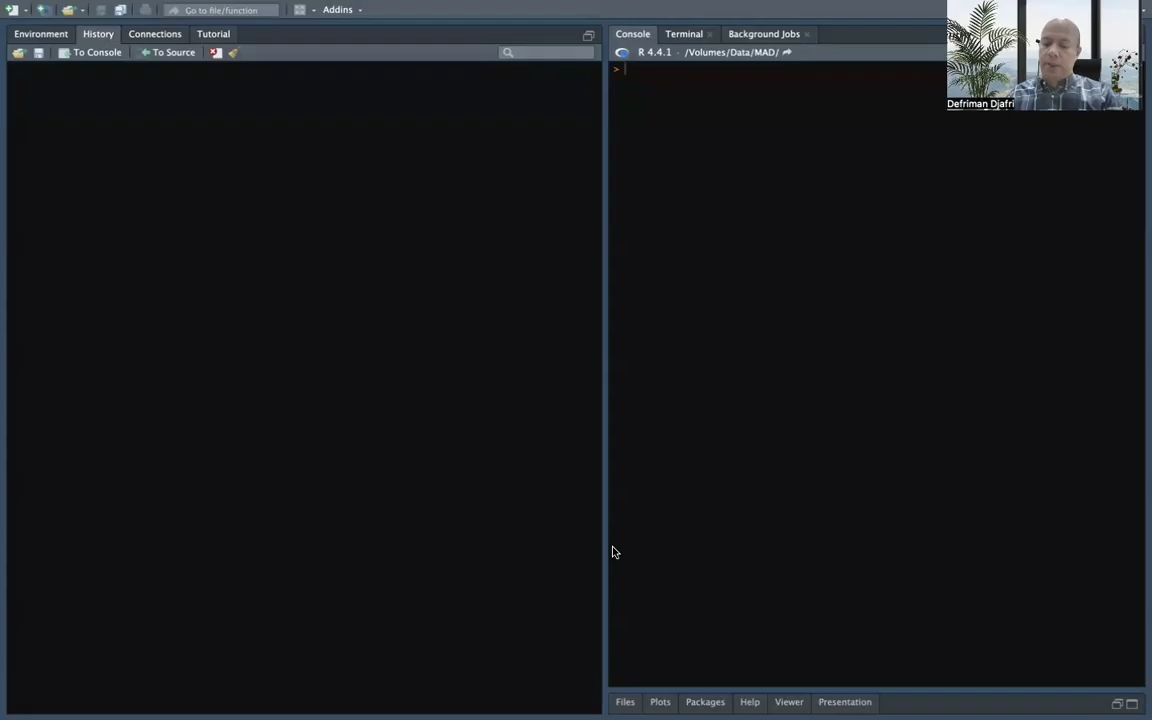 Go to file/function
Addins
Environment
History
Connections
Tutorial
To Console
To Source
Console
Terminal
Background Jobs
R 4.4.1 · /Volumes/Data/MAD/
>
Defriman Djafri
Files
Plots
Packages
Help
Viewer
Presentation